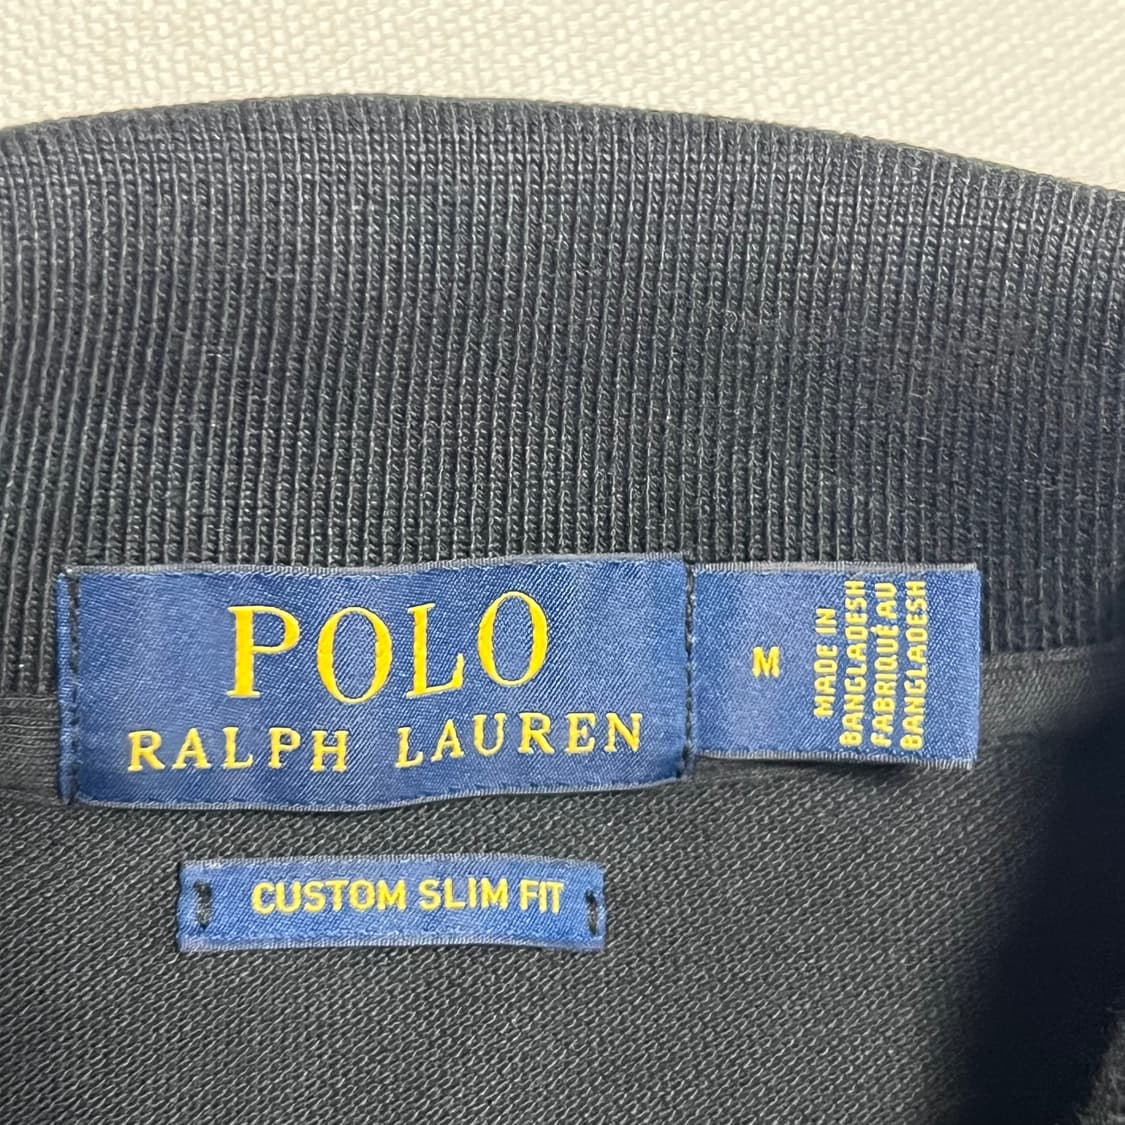 POLO
RALPH LAUREN
M
MADE IN
BANGLADESH
FABRIQUÉ AU
BANGLADESH
CUSTOM SLIM FIT